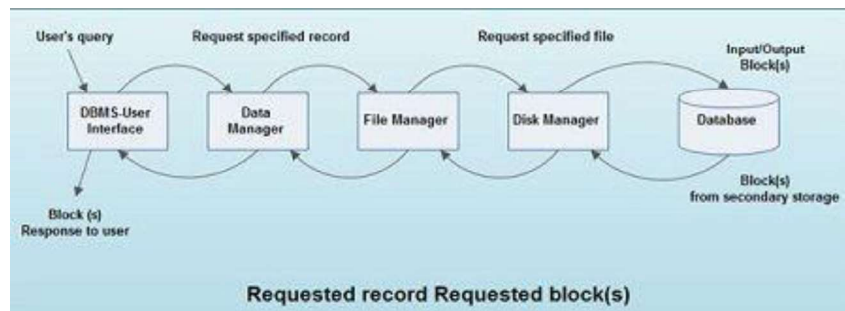 User's query
Request specified record
Request specified file
Input/Output
Block(s)
DBMS-User
Interface
Data
Manager
File Manager
Disk Manager
Database
Block (s)
Response to user
Block(s)
from secondary storage
Requested record Requested block(s)